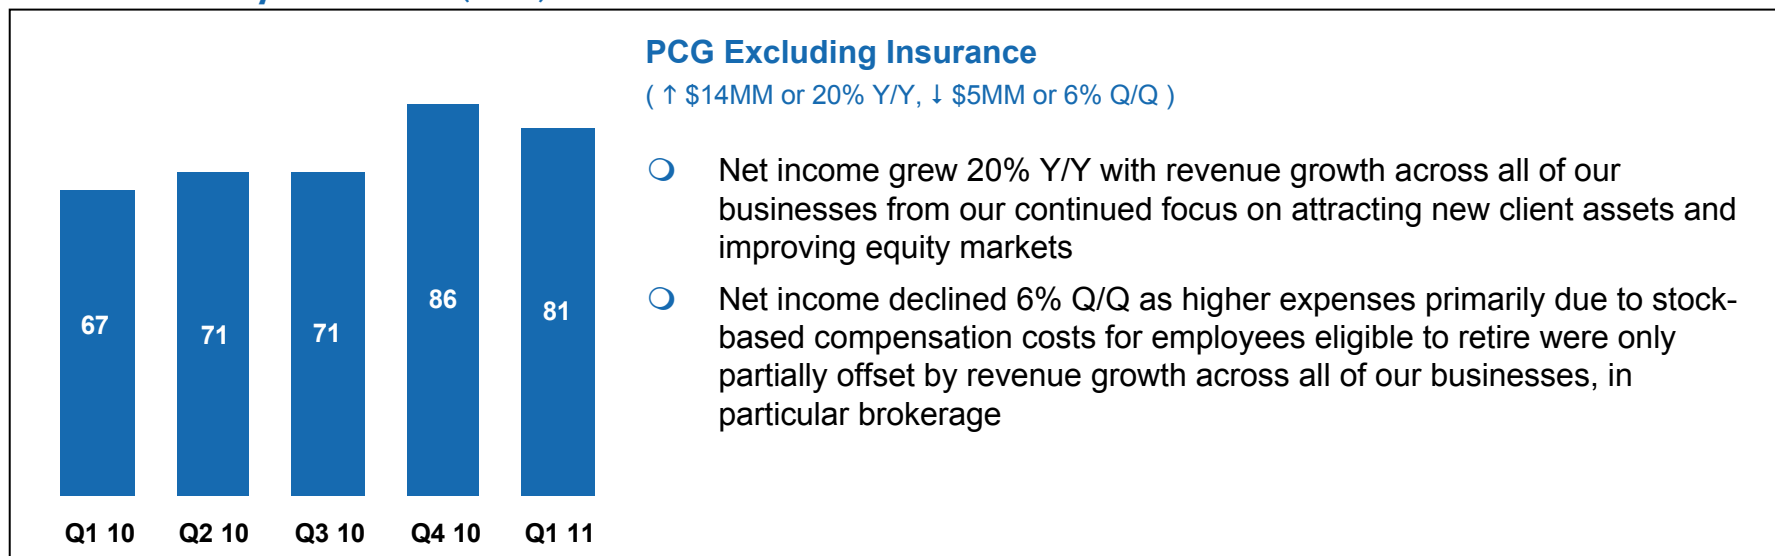 PCG Excluding Insurance
( ↑ $14MM or 20% Y/Y, ↓ $5MM or 6% Q/Q )
❍ Net income grew 20% Y/Y with revenue growth across all of our
businesses from our continued focus on attracting new client assets and
improving equity markets
❍ Net income declined 6% Q/Q as higher expenses primarily due to stock-
based compensation costs for employees eligible to retire were only
partially offset by revenue growth across all of our businesses, in
particular brokerage
67 71 71 86 81
Q1 10 Q2 10 Q3 10 Q4 10 Q1 11